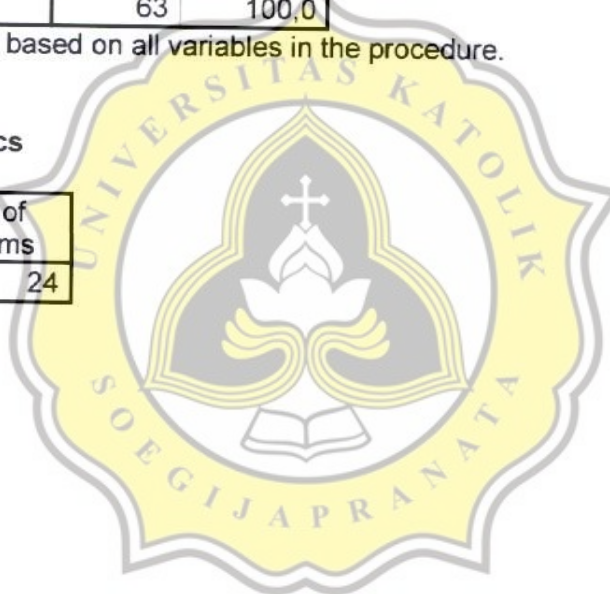 63 100,0
based on all variables in the procedure.
cs
of
ms
24
UNIVERSITAS KATOLIK
SOEGIJAPRANATA